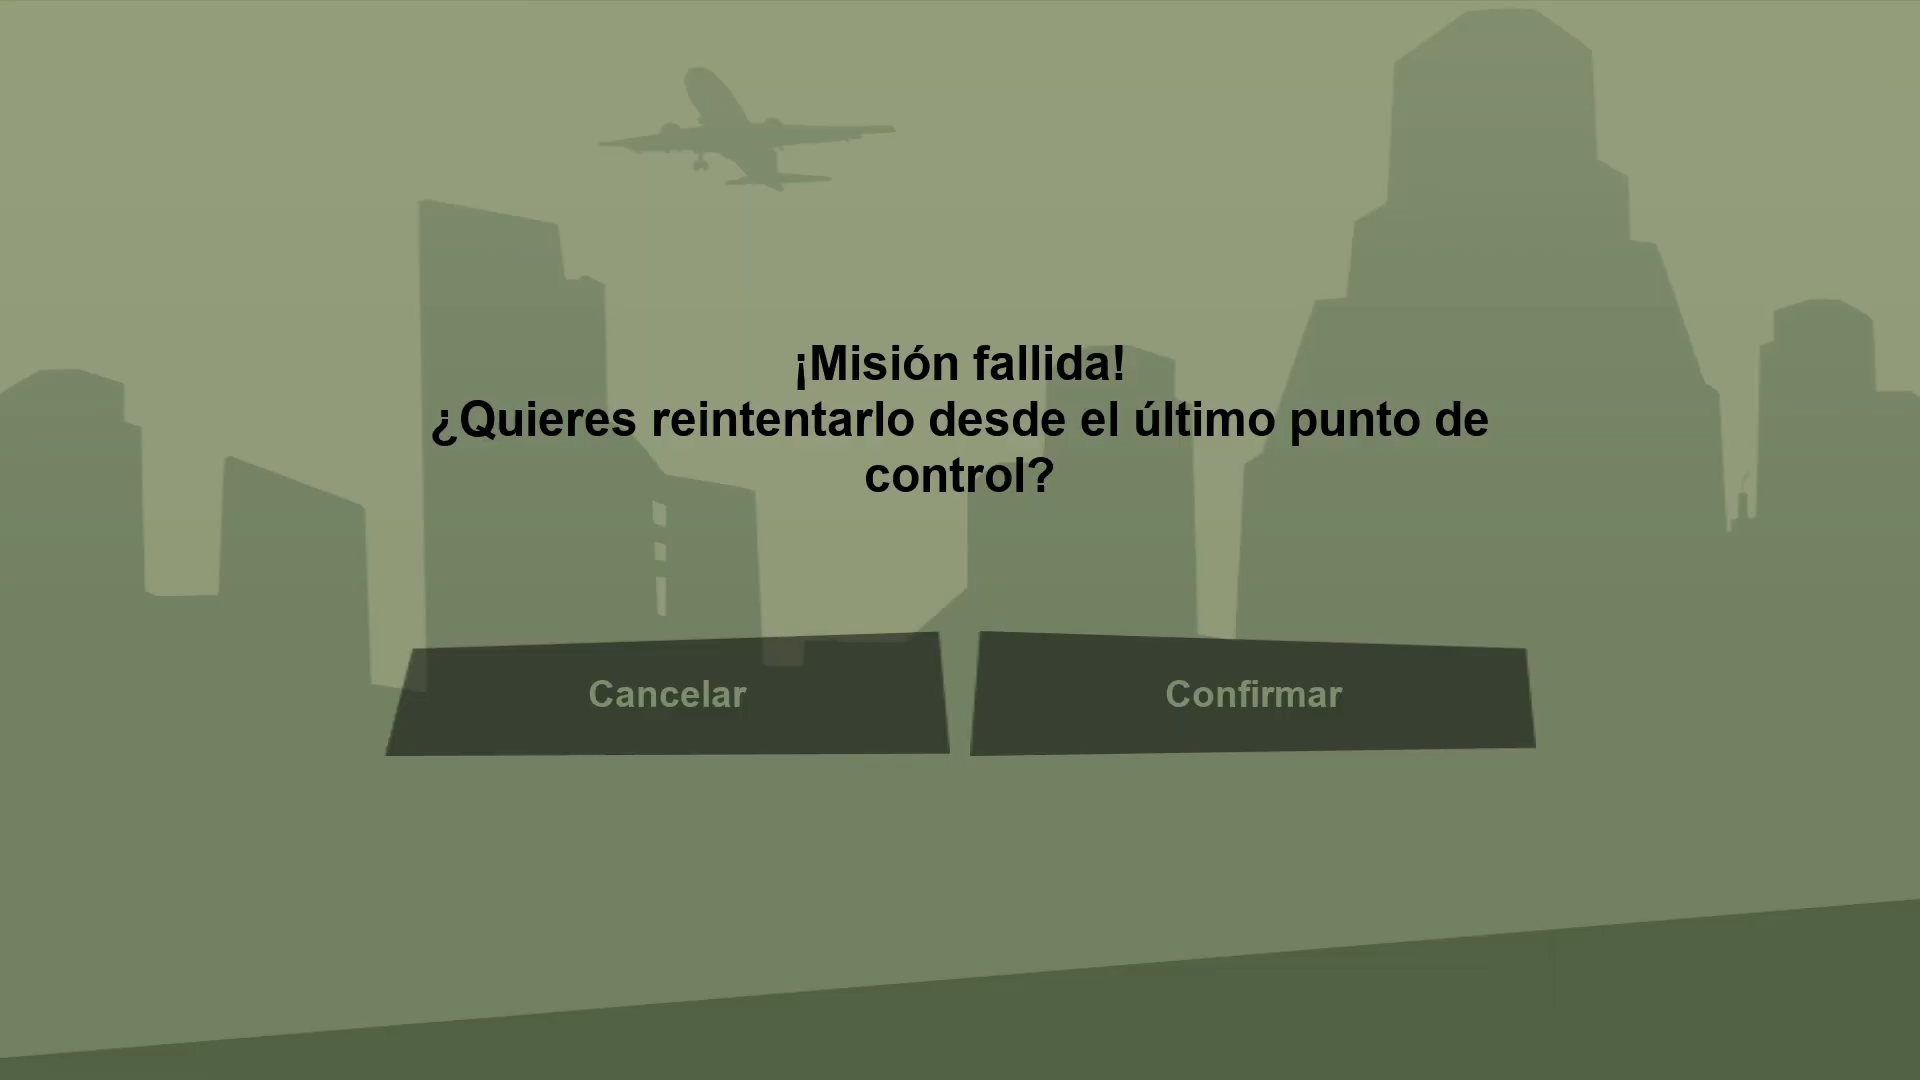 ¡Misión fallida!
¿Quieres reintentarlo desde el último punto de
control?
Cancelar
Confirmar